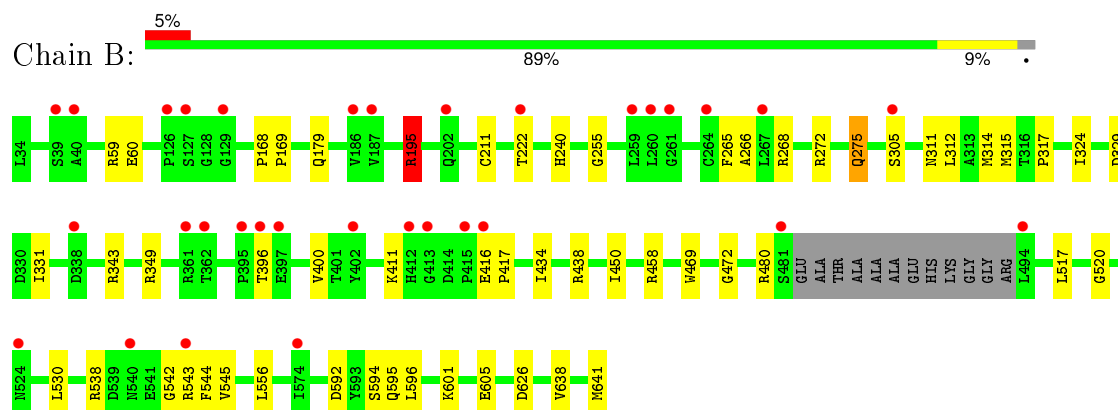 5%
Chain B:
89% 9% •
L34 S39 A40 R59 E60 P126 S127 G128 G129 P168 P169 Q179 V186 V187 R195 Q202 C211 T222 H240 G255 L259 L260 G261 C264 F265 A266 L267 R268 R272 Q275 S305 N311 L312 A313 M314 M315 T316 P317 I324
D330 I331 D338 R343 R349 R361 T362 P395 T396 E397 V400 T401 Y402 K411 H412 G413 D414 P415 E416 P417 I434 R438 I450 R458 W469 G472 R480 S481 GLU ALA THR ALA ALA ALA GLU HIS LYS GLY GLY ARG L494 L517 G520
N524 L530 R538 D539 N540 E541 G542 R543 F544 V545 L556 I574 D592 Y593 S594 Q595 L596 K601 E605 D626 V638 M641